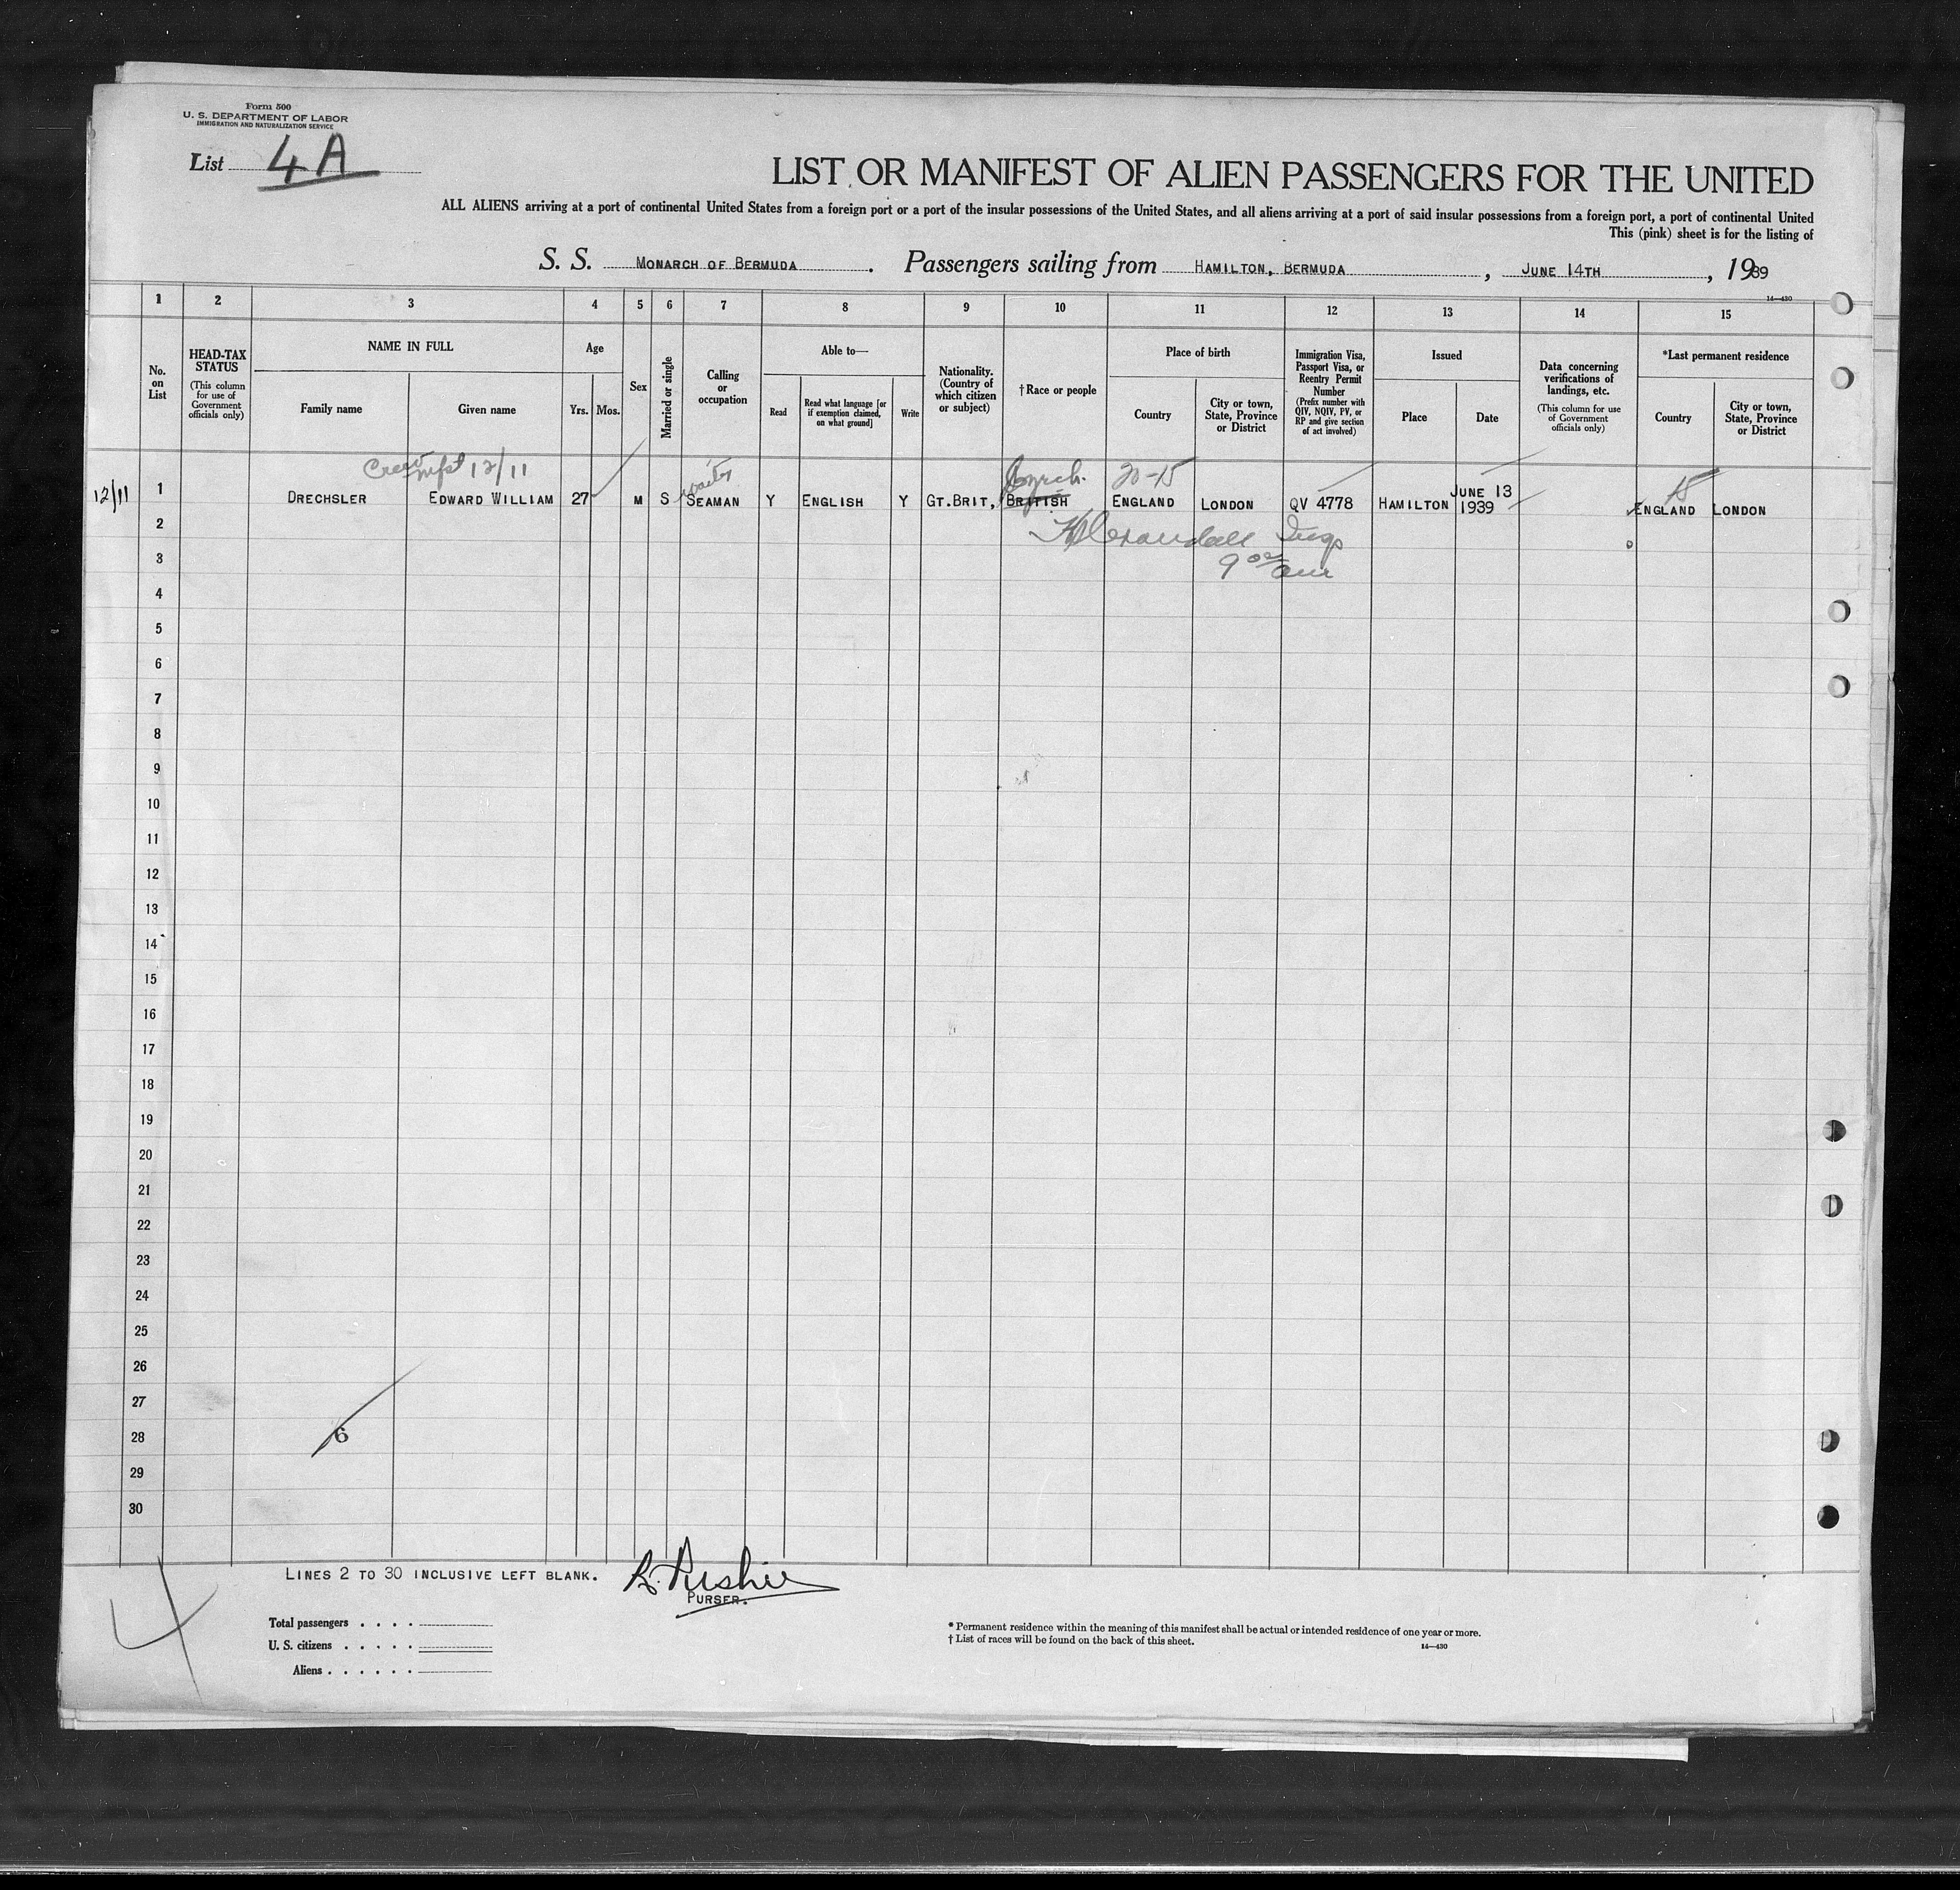 Form 500
U. S. DEPARTMENT OF LABOR
IMMIGRATION AND NATURALIZATION SERVICE
List 4A
LIST OR MANIFEST OF ALIEN PASSENGERS FOR THE UNITED
ALL ALIENS arriving at a port of continental United States from a foreign port or a port of the insular possessions of the United States, and all aliens arriving at a port of said insular possessions from a foreign port, a port of continental United
This (pink) sheet is for the listing of
S. S. MONARCH OF BERMUDA. Passengers sailing from HAMILTON, BERMUDA, JUNE 14TH, 1939
14—430
1 2 3 4 5 6 7 8 9 10 11 12 13 14 15
No. on List
HEAD-TAX STATUS
(This column for use of Government officials only)
NAME IN FULL
Family name
Given name
Age
Yrs. Mos.
Sex
Married or single
Calling or occupation
Able to—
Read
Read what language [or if exemption claimed, on what ground]
Write
Nationality. (Country of which citizen or subject)
†Race or people
Place of birth
Country
City or town, State, Province or District
Immigration Visa, Passport Visa, or Reentry Permit Number
(Prefix number with QIV, NQIV, PV, or RP and give section of act involved)
Issued
Place
Date
Data concerning verifications of landings, etc.
(This column for use of Government officials only)
*Last permanent residence
Country
City or town, State, Province or District
Crew mfst 12/11
waiter
20-15
15
12/11 1 DRECHSLER EDWARD WILLIAM 27 M S SEAMAN Y ENGLISH Y GT.BRIT, BRITISH ENGLAND LONDON QV 4778 HAMILTON JUNE 13 1939 ENGLAND LONDON
2
3 9 00 am
4
5
6
7
8
9
10
11
12
13
14
15
16
17
18
19
20
21
22
23
24
25
26
27
28 6
29
30
LINES 2 TO 30 INCLUSIVE LEFT BLANK.
PURSER.
Total passengers . . . .
U. S. citizens . . . . .
Aliens . . . . . .
* Permanent residence within the meaning of this manifest shall be actual or intended residence of one year or more.
† List of races will be found on the back of this sheet.
14—430